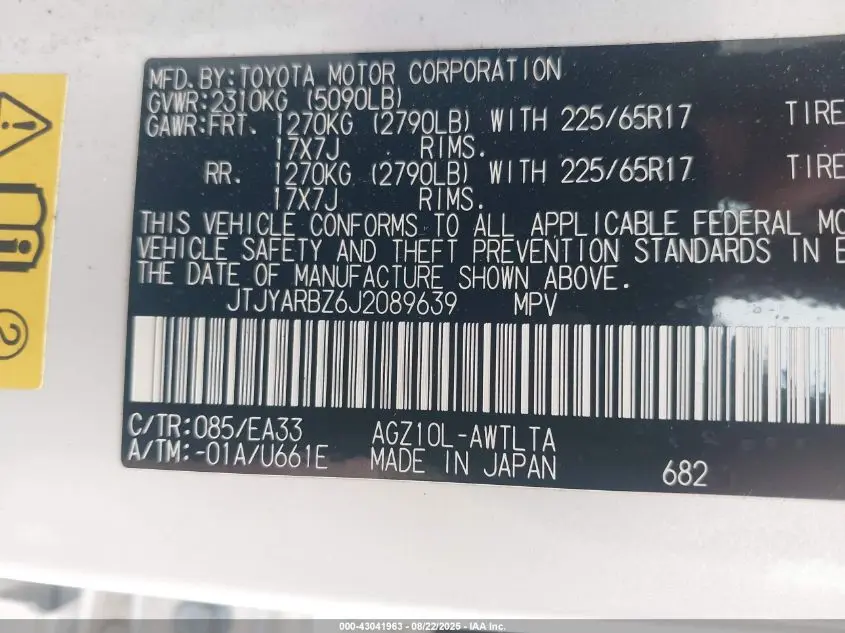 MFD. BY: TOYOTA MOTOR CORPORATION
GVWR: 2310KG (5090LB)
GAWR: FRT. 1270KG (2790LB) WITH 225/65R17 TIRE
17X7J RIMS.
RR. 1270KG (2790LB) WITH 225/65R17 TIRE
17X7J RIMS.
THIS VEHICLE CONFORMS TO ALL APPLICABLE FEDERAL MO
VEHICLE SAFETY AND THEFT PREVENTION STANDARDS IN E
THE DATE OF MANUFACTURE SHOWN ABOVE.
JTJYARBZ6J2089639 MPV
C/TR: 085/EA33 AGZ10L-AWTLTA
A/TM: -01A/U661E MADE IN JAPAN 682
2
000-43041963 - 08/22/2025 - IAA Inc.